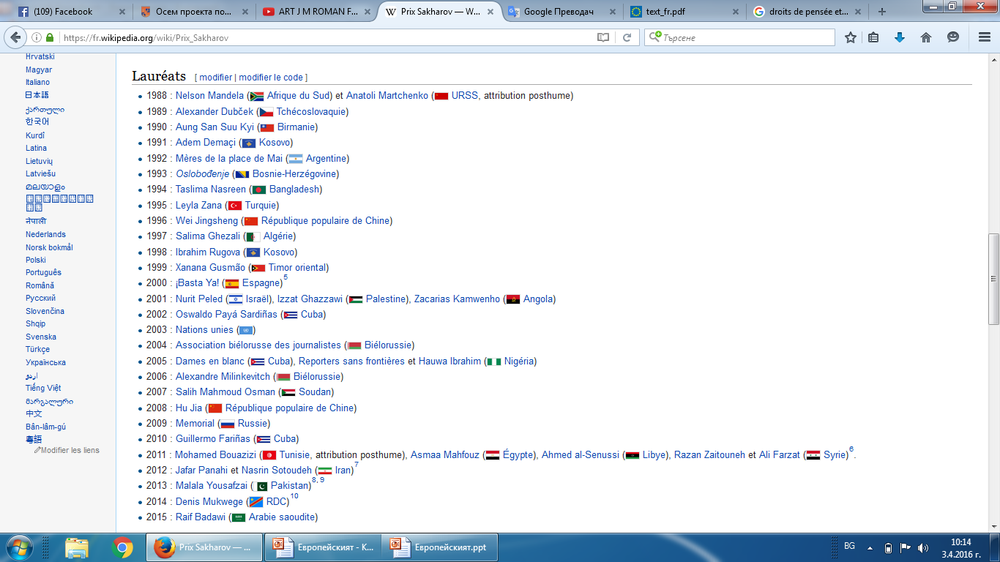 (109) Facebook
Осем проекта по...
ART J M ROMAN F...
Prix Sakharov — W...
Google Преводач
text_fr.pdf
droits de pensée et...
https://fr.wikipedia.org/wiki/Prix_Sakharov
Търсене
Hrvatski
Magyar
Italiano
日本語
ქართული
한국어
Kurdî
Latina
Lietuvių
Latviešu
മലയാളം
नेपाली
Nederlands
Norsk bokmål
Polski
Português
Română
Русский
Slovenčina
Shqip
Svenska
Türkçe
Українська
اردو
Tiếng Việt
მარგალური
中文
Bân-lâm-gú
粵語
Modifier les liens
Lauréats [ modifier | modifier le code ]
1988 : Nelson Mandela (Afrique du Sud) et Anatoli Martchenko (URSS, attribution posthume)
1989 : Alexander Dubček (Tchécoslovaquie)
1990 : Aung San Suu Kyi (Birmanie)
1991 : Adem Demaçi (Kosovo)
1992 : Mères de la place de Mai (Argentine)
1993 : Oslobođenje (Bosnie-Herzégovine)
1994 : Taslima Nasreen (Bangladesh)
1995 : Leyla Zana (Turquie)
1996 : Wei Jingsheng (République populaire de Chine)
1997 : Salima Ghezali (Algérie)
1998 : Ibrahim Rugova (Kosovo)
1999 : Xanana Gusmão (Timor oriental)
2000 : ¡Basta Ya! (Espagne)5
2001 : Nurit Peled (Israël), Izzat Ghazzawi (Palestine), Zacarias Kamwenho (Angola)
2002 : Oswaldo Payá Sardiñas (Cuba)
2003 : Nations unies ()
2004 : Association biélorusse des journalistes (Biélorussie)
2005 : Dames en blanc (Cuba), Reporters sans frontières et Hauwa Ibrahim (Nigéria)
2006 : Alexandre Milinkevitch (Biélorussie)
2007 : Salih Mahmoud Osman (Soudan)
2008 : Hu Jia (République populaire de Chine)
2009 : Memorial (Russie)
2010 : Guillermo Fariñas (Cuba)
2011 : Mohamed Bouazizi (Tunisie, attribution posthume), Asmaa Mahfouz (Égypte), Ahmed al-Senussi (Libye), Razan Zaitouneh et Ali Farzat (Syrie)6.
2012 : Jafar Panahi et Nasrin Sotoudeh (Iran)7
2013 : Malala Yousafzai (Pakistan)8, 9
2014 : Denis Mukwege (RDC)10
2015 : Raif Badawi (Arabie saoudite)
Prix Sakharov — ...
Европейският - K...
Европейският.ppt
BG
10:14
3.4.2016 г.